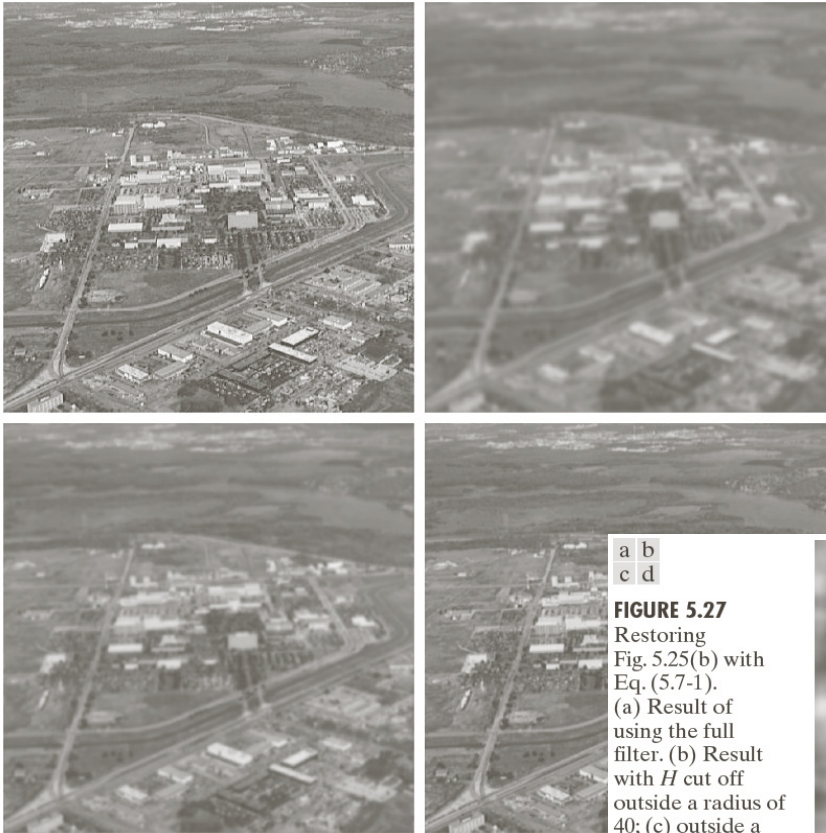 a b
c d
FIGURE 5.27
Restoring
Fig. 5.25(b) with
Eq. (5.7-1).
(a) Result of
using the full
filter. (b) Result
with H cut off
outside a radius of
40; (c) outside a